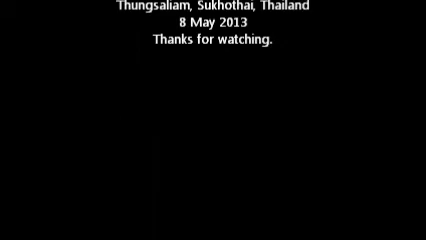 Thungsaliam, Sukhothai, Thailand
8 May 2013
Thanks for watching.